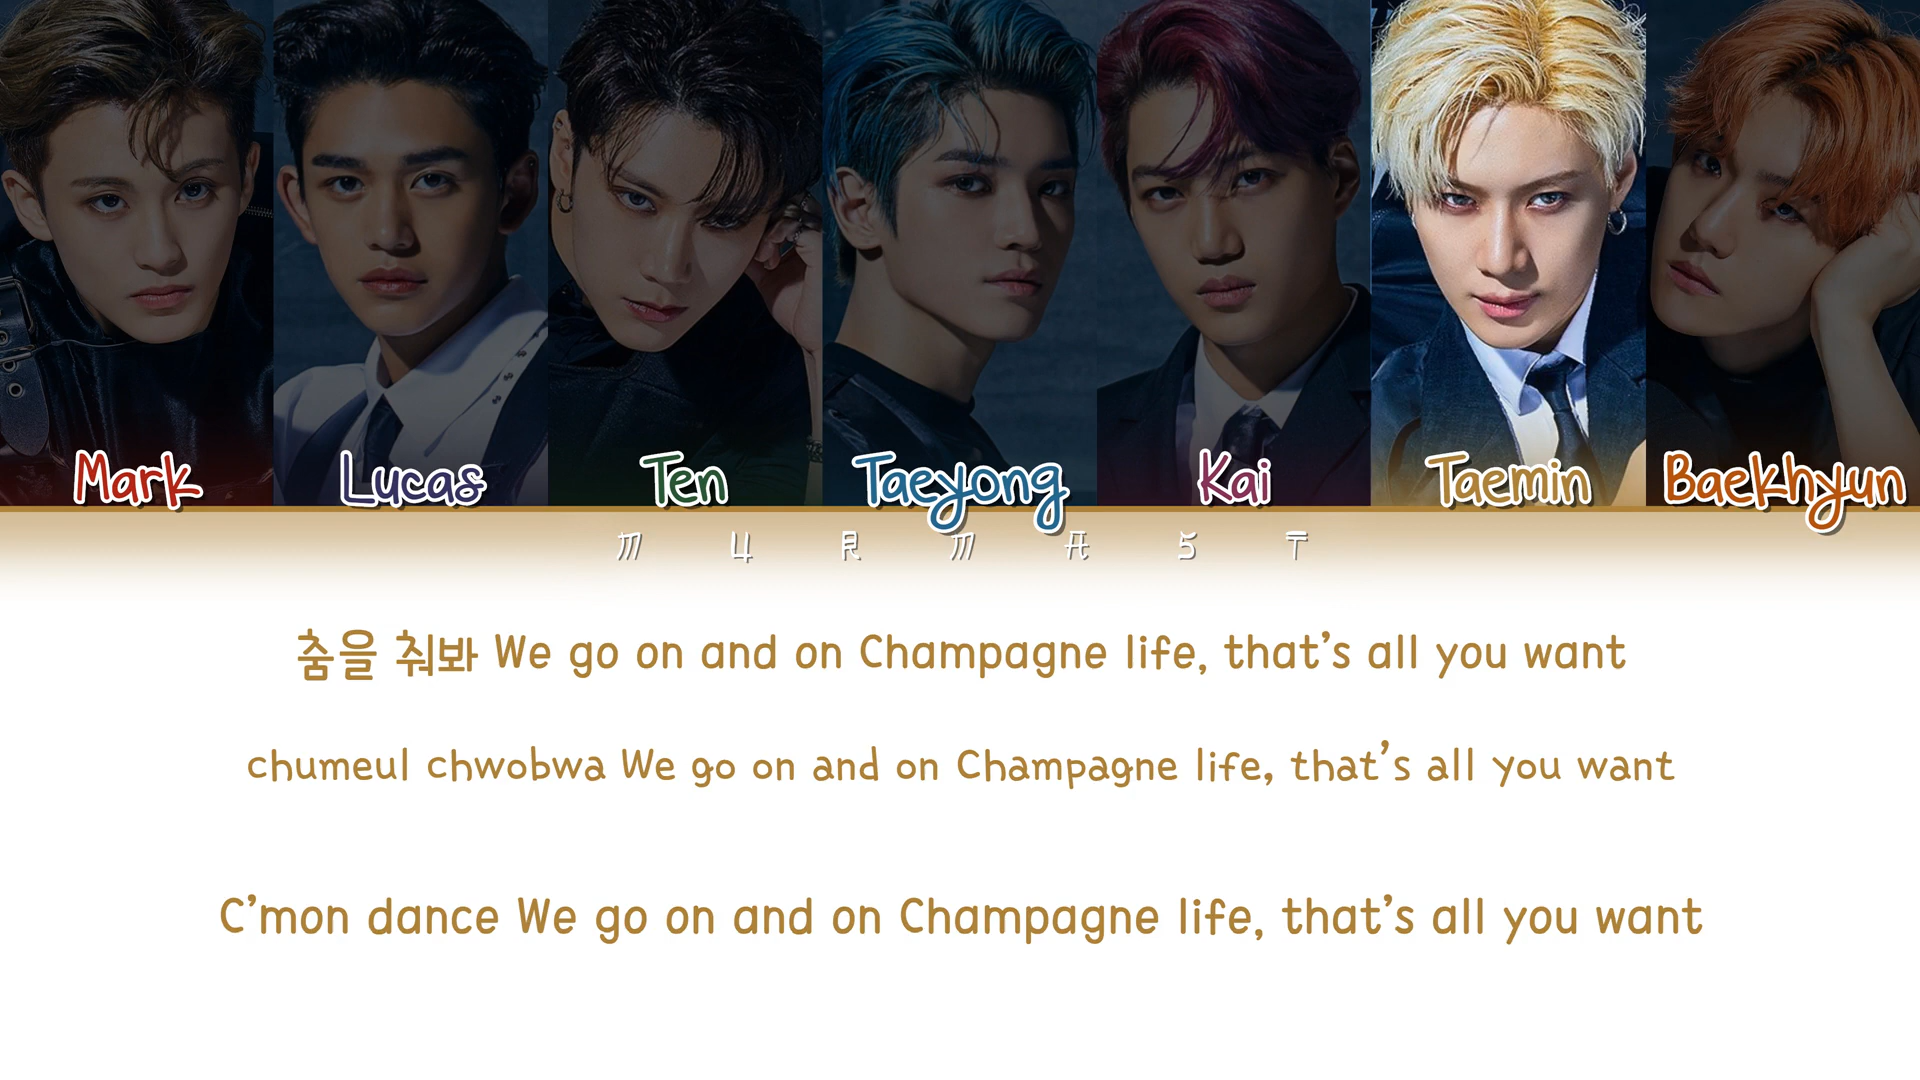 Mark Lucas Ten Taeyong Kai Taemin Baekhyun
M U R M A S T
춤을 춰봐 We go on and on Champagne life, that's all you want
chumeul chwobwa We go on and on Champagne life, that's all you want
C'mon dance We go on and on Champagne life, that's all you want